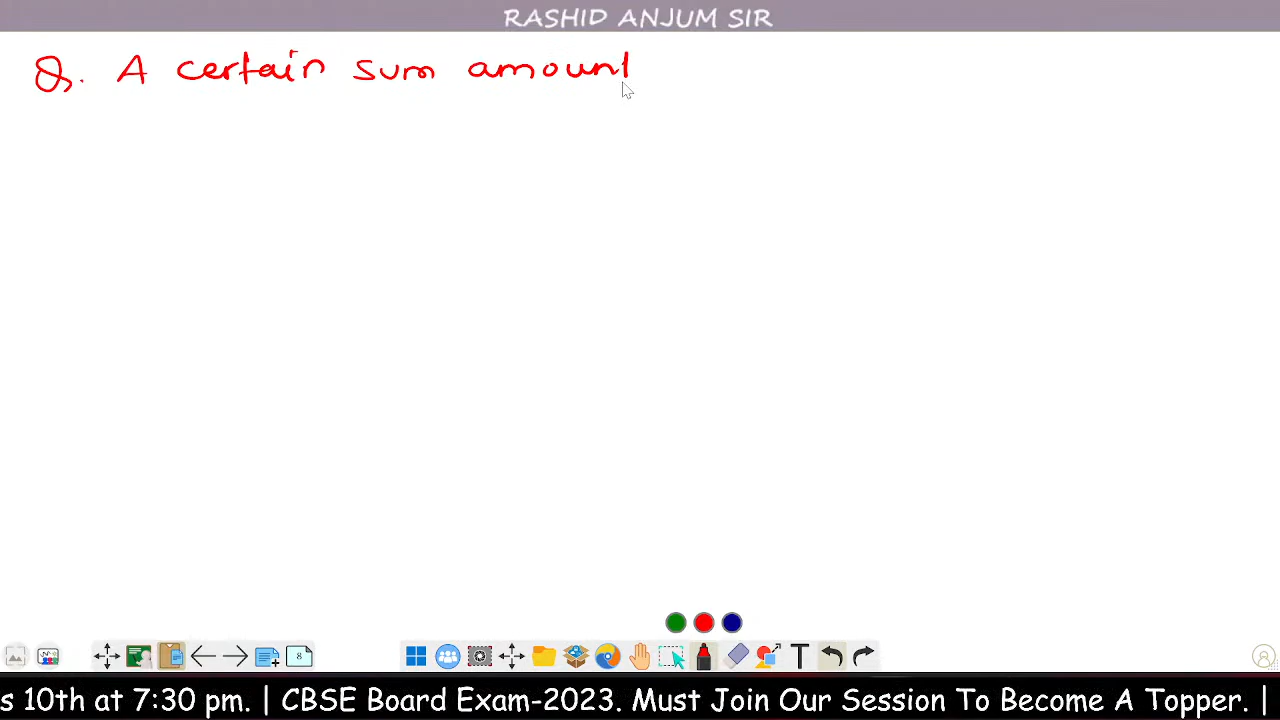 RASHID ANJUM SIR
Q. A certain sum amount
8
s 10th at 7:30 pm. | CBSE Board Exam-2023. Must Join Our Session To Become A Topper. |